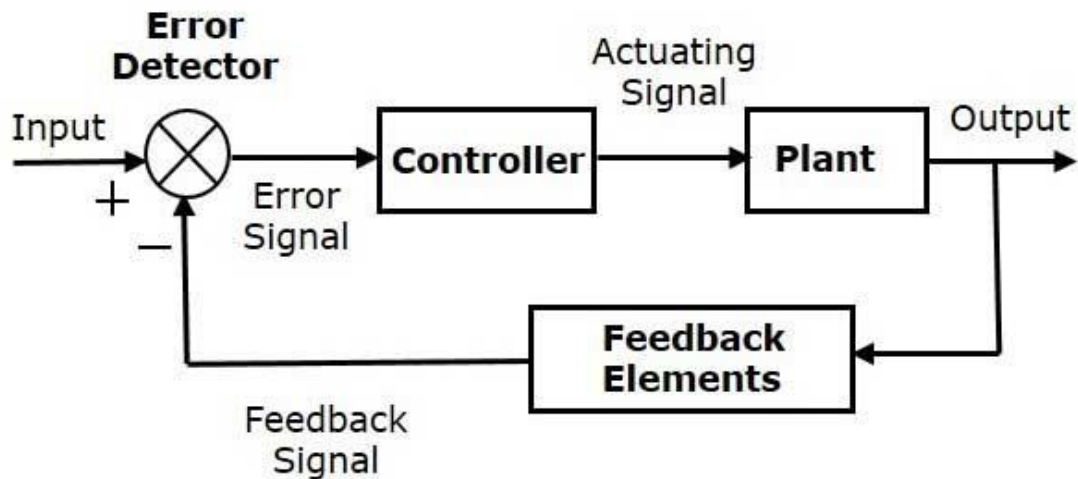 Error
Detector
Input
+
−
Error
Signal
Controller
Actuating
Signal
Plant
Output
Feedback
Elements
Feedback
Signal